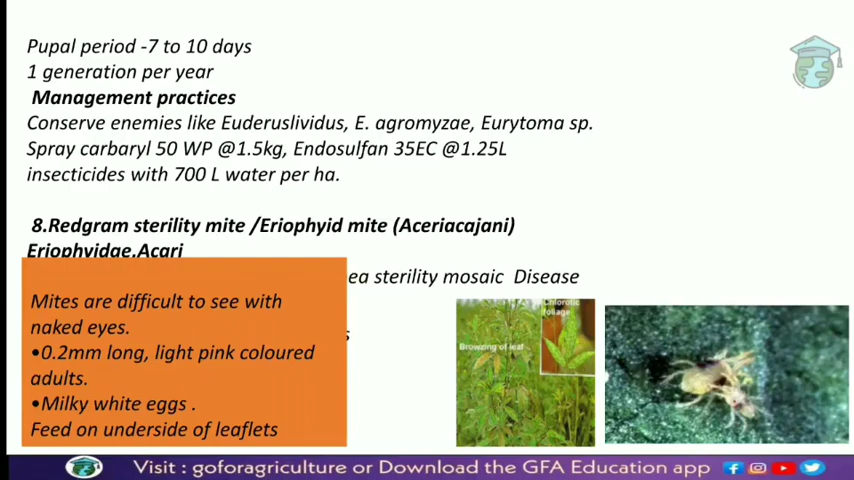 Pupal period -7 to 10 days
1 generation per year
Management practices
Conserve enemies like Euderuslividus, E. agromyzae, Eurytoma sp.
Spray carbaryl 50 WP @1.5kg, Endosulfan 35EC @1.25L
insecticides with 700 L water per ha.
8.Redgram sterility mite /Eriophyid mite (Aceriacajani)
Eriophyidae,Acari
sterility mosaic Disease
Mites are difficult to see with
naked eyes.
•0.2mm long, light pink coloured
adults.
•Milky white eggs .
Feed on underside of leaflets
Chlorotic
foliage
Browzing of leaf
Visit : goforagriculture or Download the GFA Education app